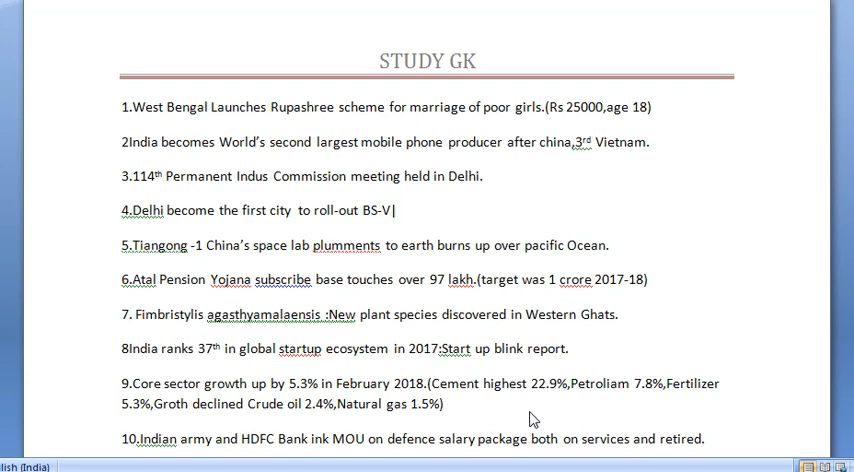 STUDY GK
1.West Bengal Launches Rupashree scheme for marriage of poor girls.(Rs 25000,age 18)
2India becomes World's second largest mobile phone producer after china,3rd Vietnam.
3.114th Permanent Indus Commission meeting held in Delhi.
4.Delhi become the first city to roll-out BS-V
5.Tiangong -1 China's space lab plumments to earth burns up over pacific Ocean.
6.Atal Pension Yojana subscribe base touches over 97 lakh.(target was 1 crore 2017-18)
7. Fimbristylis agasthyamalaensis :New plant species discovered in Western Ghats.
8India ranks 37th in global startup ecosystem in 2017:Start up blink report.
9.Core sector growth up by 5.3% in February 2018.(Cement highest 22.9%,Petroliam 7.8%,Fertilizer
5.3%,Groth declined Crude oil 2.4%,Natural gas 1.5%)
10.Indian army and HDFC Bank ink MOU on defence salary package both on services and retired.
lish (India)